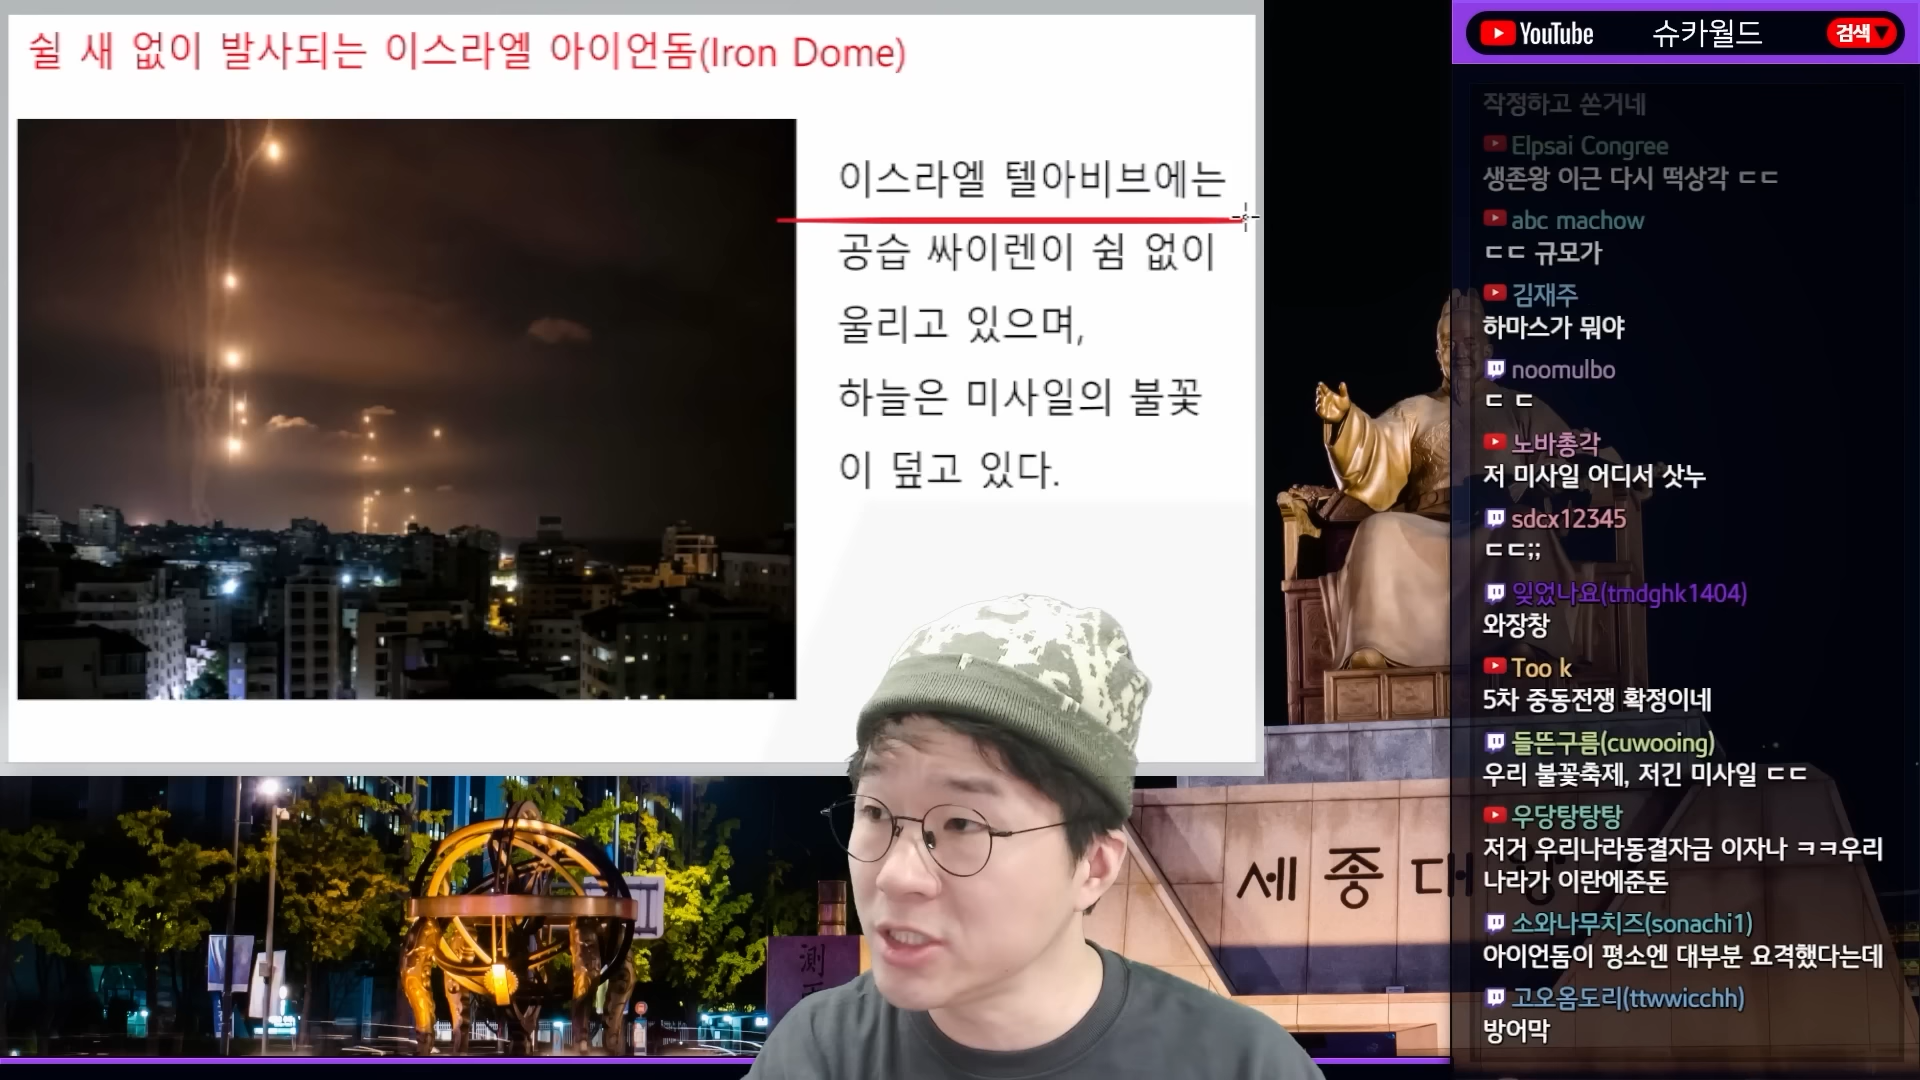 쉴 새 없이 발사되는 이스라엘 아이언돔(Iron Dome)
이스라엘 텔아비브에는
공습 싸이렌이 쉼 없이
울리고 있으며,
하늘은 미사일의 불꽃
이 덮고 있다.
세종대
測
YouTube 슈카월드 검색
작정하고 쏜거네
Elpsai Congree
생존왕 이근 다시 떡상각 ㄷㄷ
abc machow
ㄷㄷ 규모가
김재주
하마스가 뭐야
noomulbo
ㄷ ㄷ
노바총각
저 미사일 어디서 삿누
sdcx12345
ㄷㄷ;;
잊었나요(tmdghk1404)
와장창
Too k
5차 중동전쟁 확정이네
들뜬구름(cuwooing)
우리 불꽃축제, 저긴 미사일 ㄷㄷ
우당탕탕탕
저거 우리나라동결자금 이자나 ㅋㅋ우리
나라가 이란에준돈
소와나무치즈(sonachi1)
아이언돔이 평소엔 대부분 요격했다는데
고오옴도리(ttwwicchh)
방어막